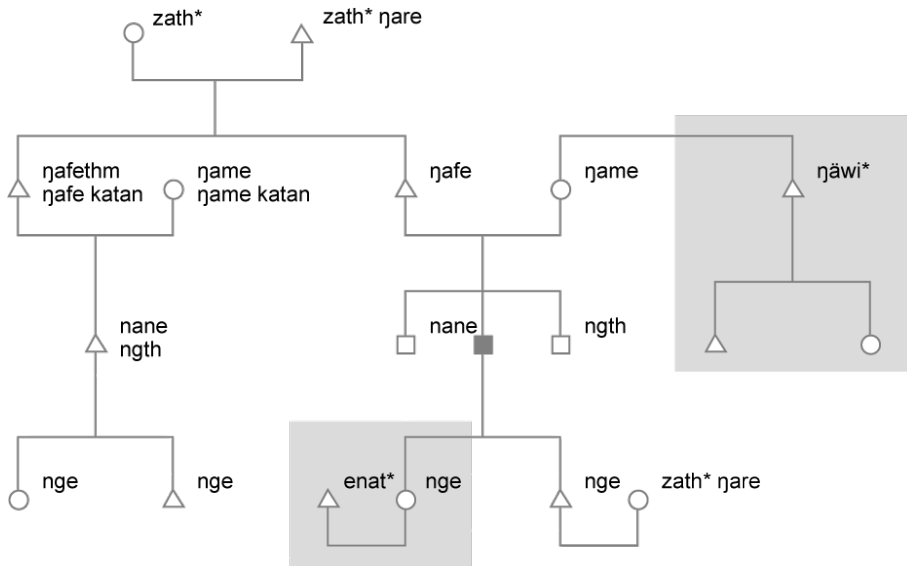 zath*
zath* ŋare
ŋafethm
ŋafe katan
ŋame
ŋame katan
ŋafe
ŋame
ŋäwi*
nane
ngth
nane
ngth
nge
nge
enat*
nge
nge
zath* ŋare